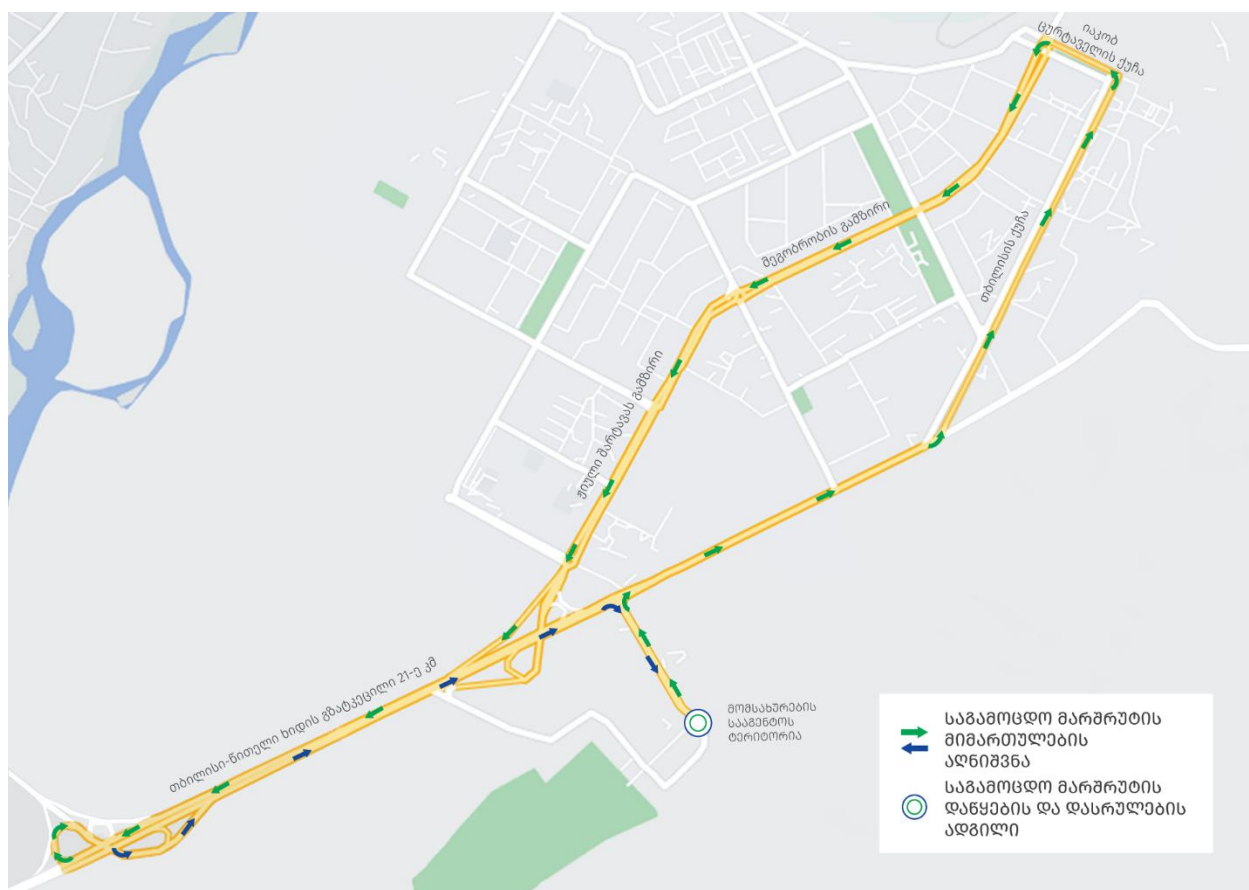 იაკობ
ცურტაველის ქუჩა
მეგობრობის გამზირი
თბილისის ქუჩა
ჟიული შარტავას გამზირი
თბილისი-წითელი ხიდის გზატკეცილი 21-ე კმ
მომსახურების
სააგენტოს
ტერიტორია
საგამოცდო მარშრუტის
მიმართულების
აღნიშვნა
საგამოცდო მარშრუტის
დაწყების და დასრულების
ადგილი